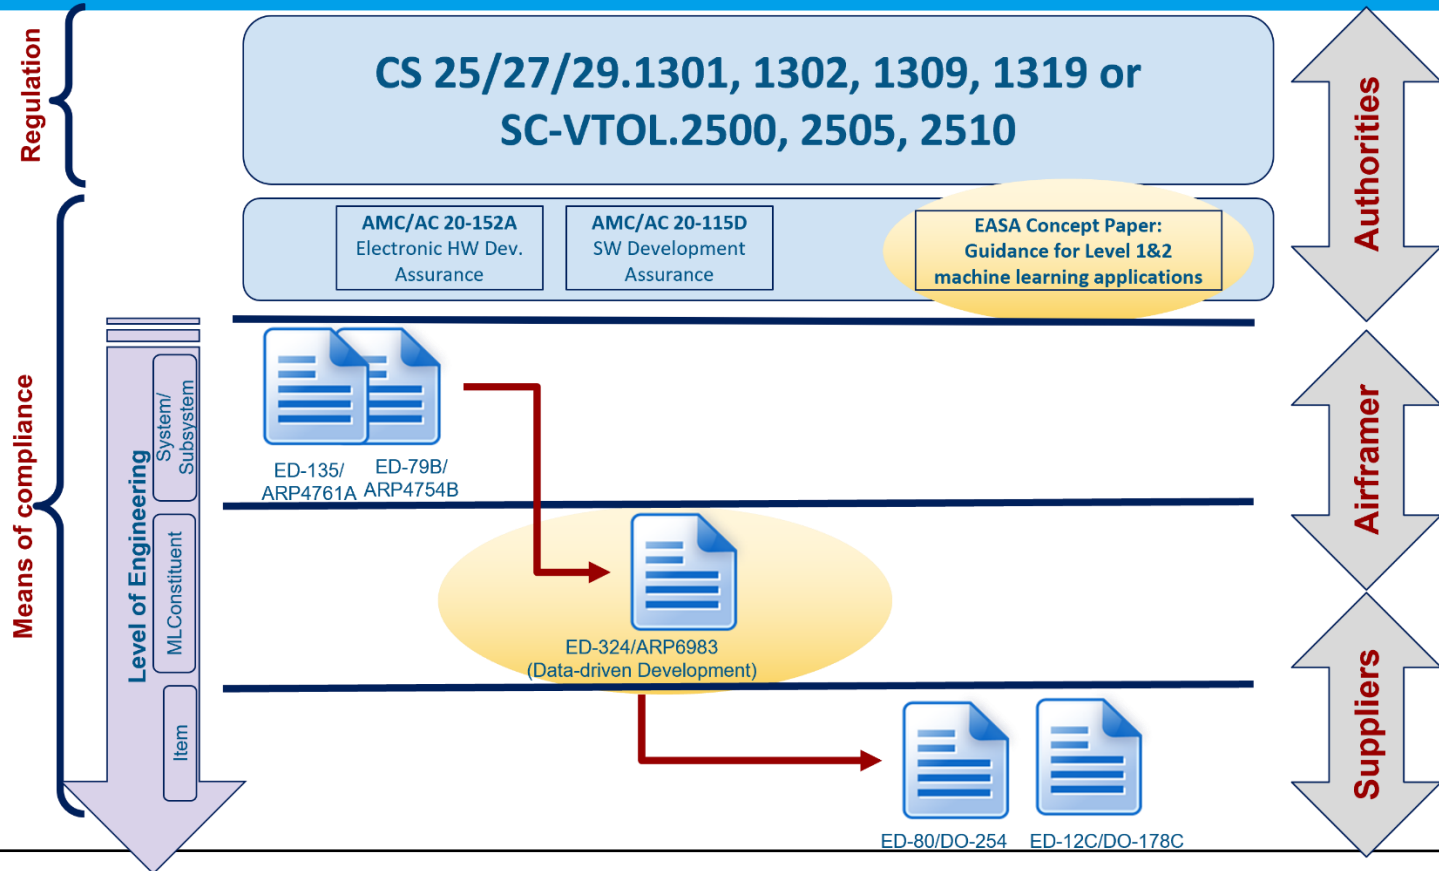 Regulation
CS 25/27/29.1301, 1302, 1309, 1319 or
SC-VTOL.2500, 2505, 2510
Authorities
Means of compliance
AMC/AC 20-152A
Electronic HW Dev.
Assurance
AMC/AC 20-115D
SW Development
Assurance
EASA Concept Paper:
Guidance for Level 1&2
machine learning applications
Level of Engineering
System/
Subsystem
ED-135/
ARP4761A
ED-79B/
ARP4754B
Airframer
MLConstituent
ED-324/ARP6983
(Data-driven Development)
Item
ED-80/DO-254
ED-12C/DO-178C
Suppliers